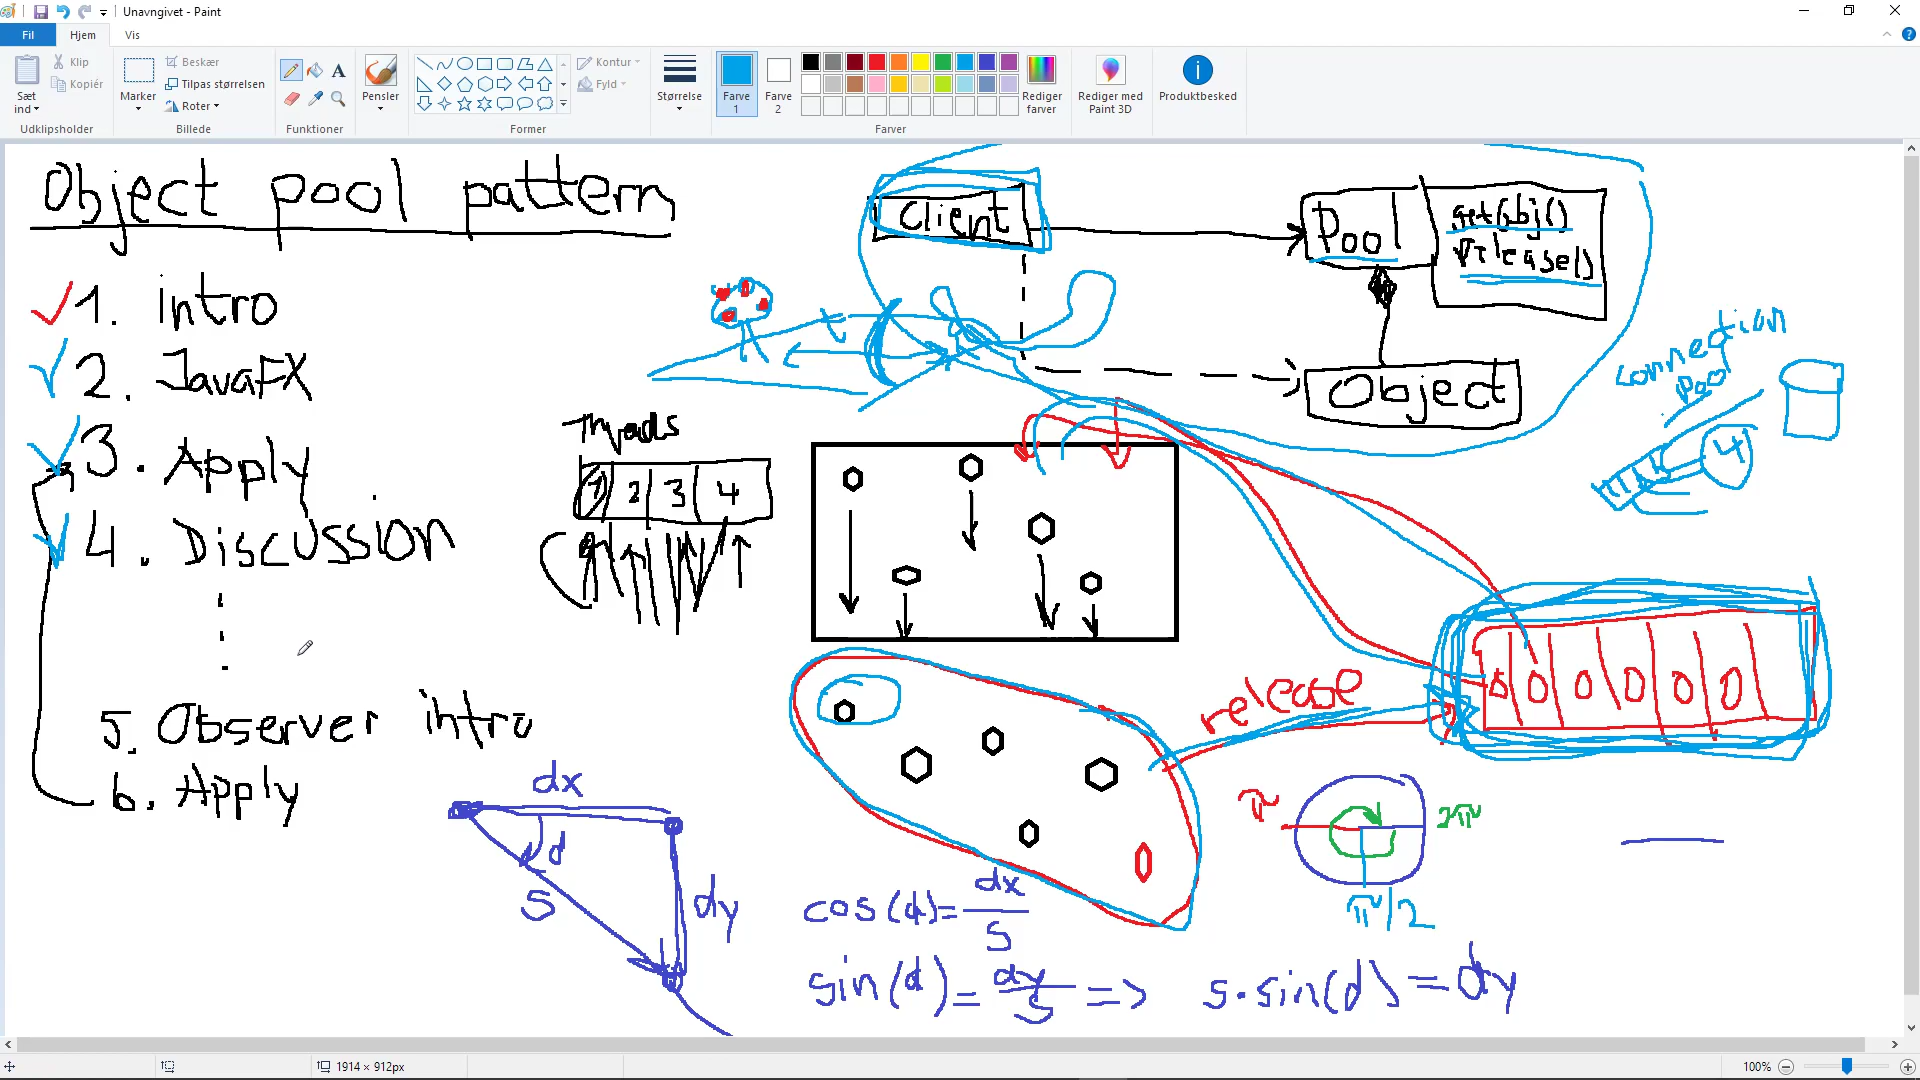 Unavngivet - Paint
Fil
Hjem
Vis
Sæt
ind
Klip
Kopiér
Udklipsholder
Marker
Beskær
Tilpas størrelsen
Roter
Billede
A
Funktioner
Pensler
Kontur
Fyld
Former
Størrelse
Farve
1
Farve
2
Rediger
farver
Farver
Rediger med
Paint 3D
Produktbesked
Object pool pattern
1. intro
2. JavaFX
3. Apply
4. Discussion
5. Observer intro
6. Apply
Client
Pool
release()
Object
t
connection
pool
4
1 2 3 4
release
dx
d
s
dy
cos(d)=dx/s
sin(d)=dy/s => s.sin(d)=dy
π
2π
π/2
1914 × 912px
100%